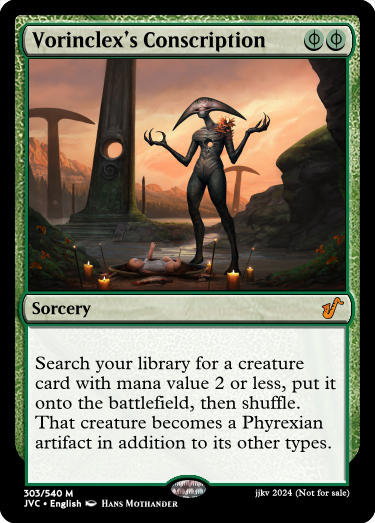 Vorinclex's Conscription
Sorcery
Search your library for a creature
card with mana value 2 or less, put it
onto the battlefield, then shuffle.
That creature becomes a Phyrexian
artifact in addition to its other types.
303/540 M
JVC • English Hans Mothander
jjkv 2024 (Not for sale)